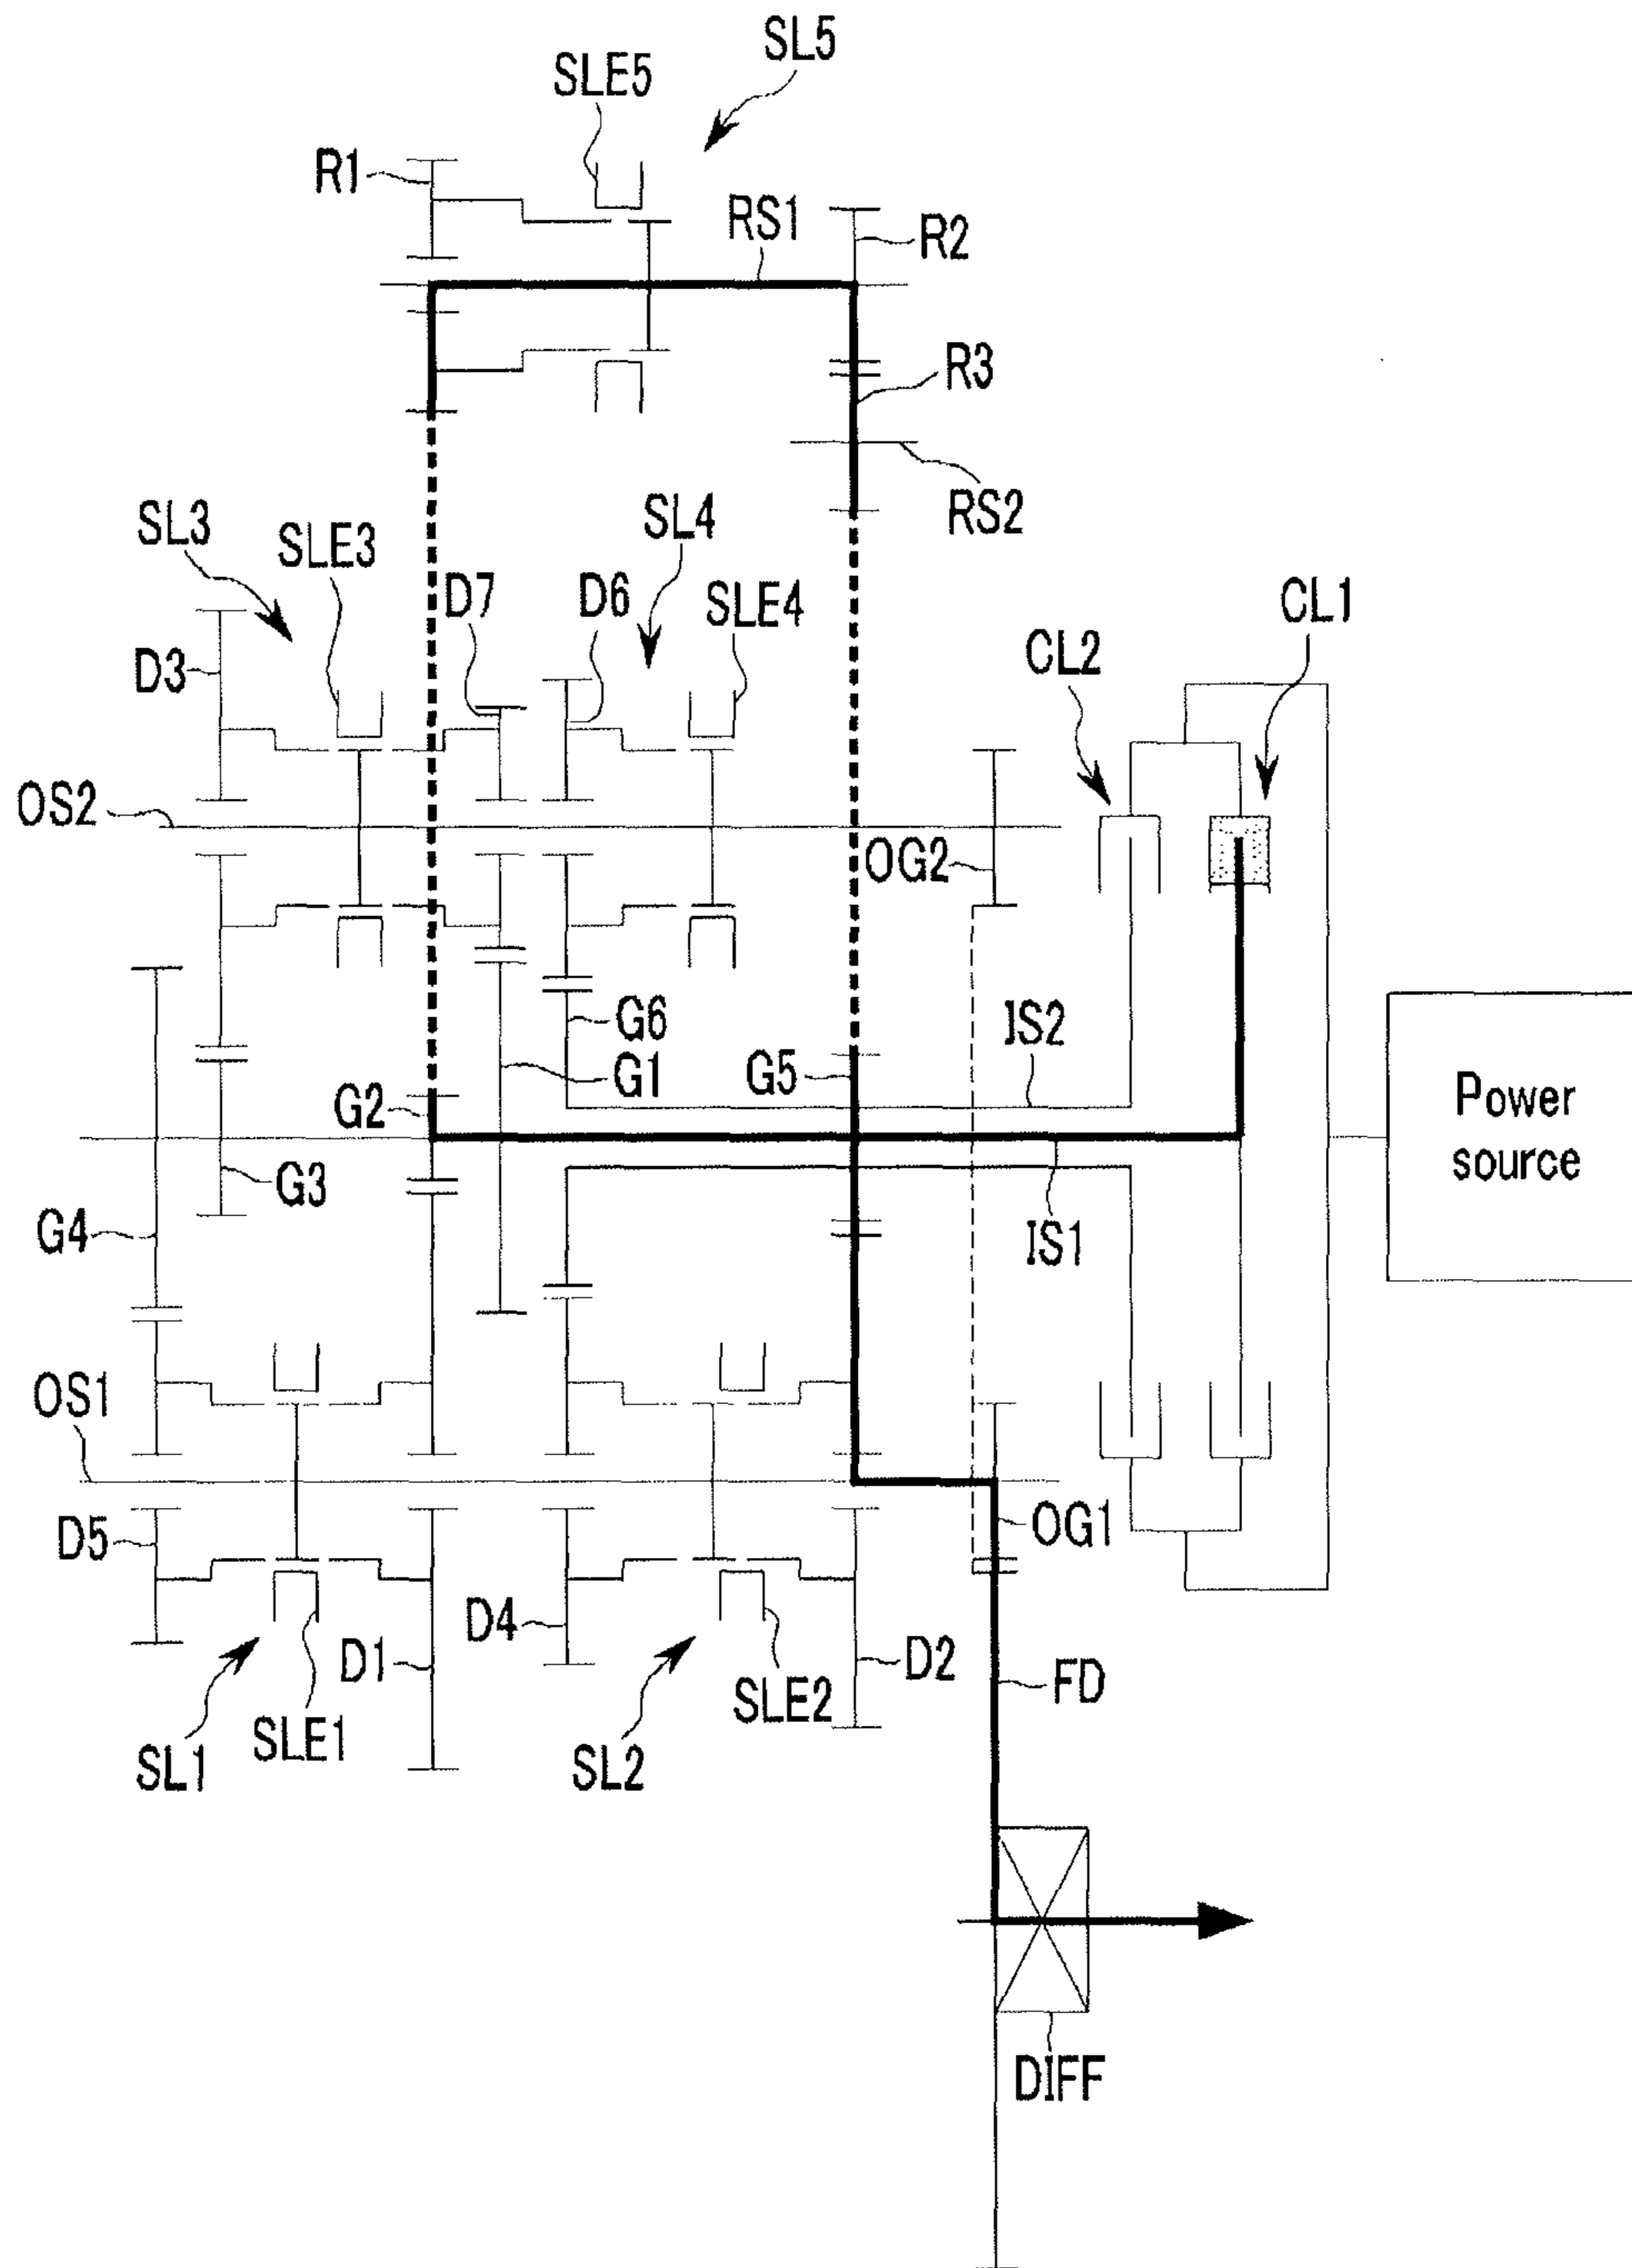 SL5
SLE5
R1
RS1
R2
R3
RS2
SL3
SLE3
SL4
D7
D6
SLE4
CL1
D3
CL2
OS2
OG2
G6
IS2
G1
G5
G2
Power
source
G3
G4
IS1
OS1
D5
OG1
D4
D1
D2
FD
SLE2
SLE1
SL1
SL2
DIFF